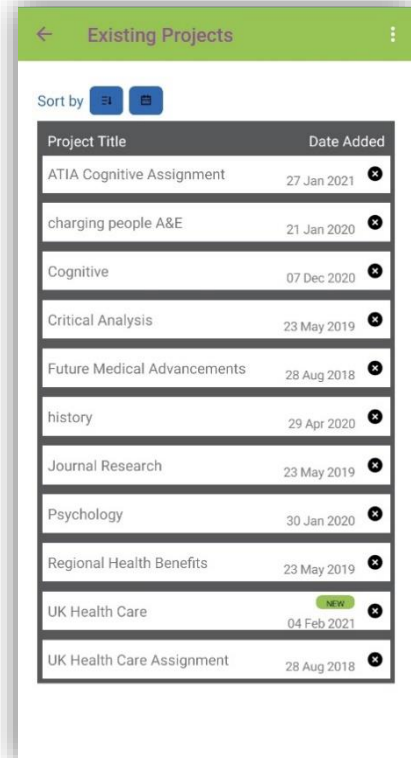 Existing Projects
Sort by
Project Title Date Added
ATIA Cognitive Assignment 27 Jan 2021
charging people A&E 21 Jan 2020
Cognitive 07 Dec 2020
Critical Analysis 23 May 2019
Future Medical Advancements 28 Aug 2018
history 29 Apr 2020
Journal Research 23 May 2019
Psychology 30 Jan 2020
Regional Health Benefits 23 May 2019
NEW
UK Health Care 04 Feb 2021
UK Health Care Assignment 28 Aug 2018